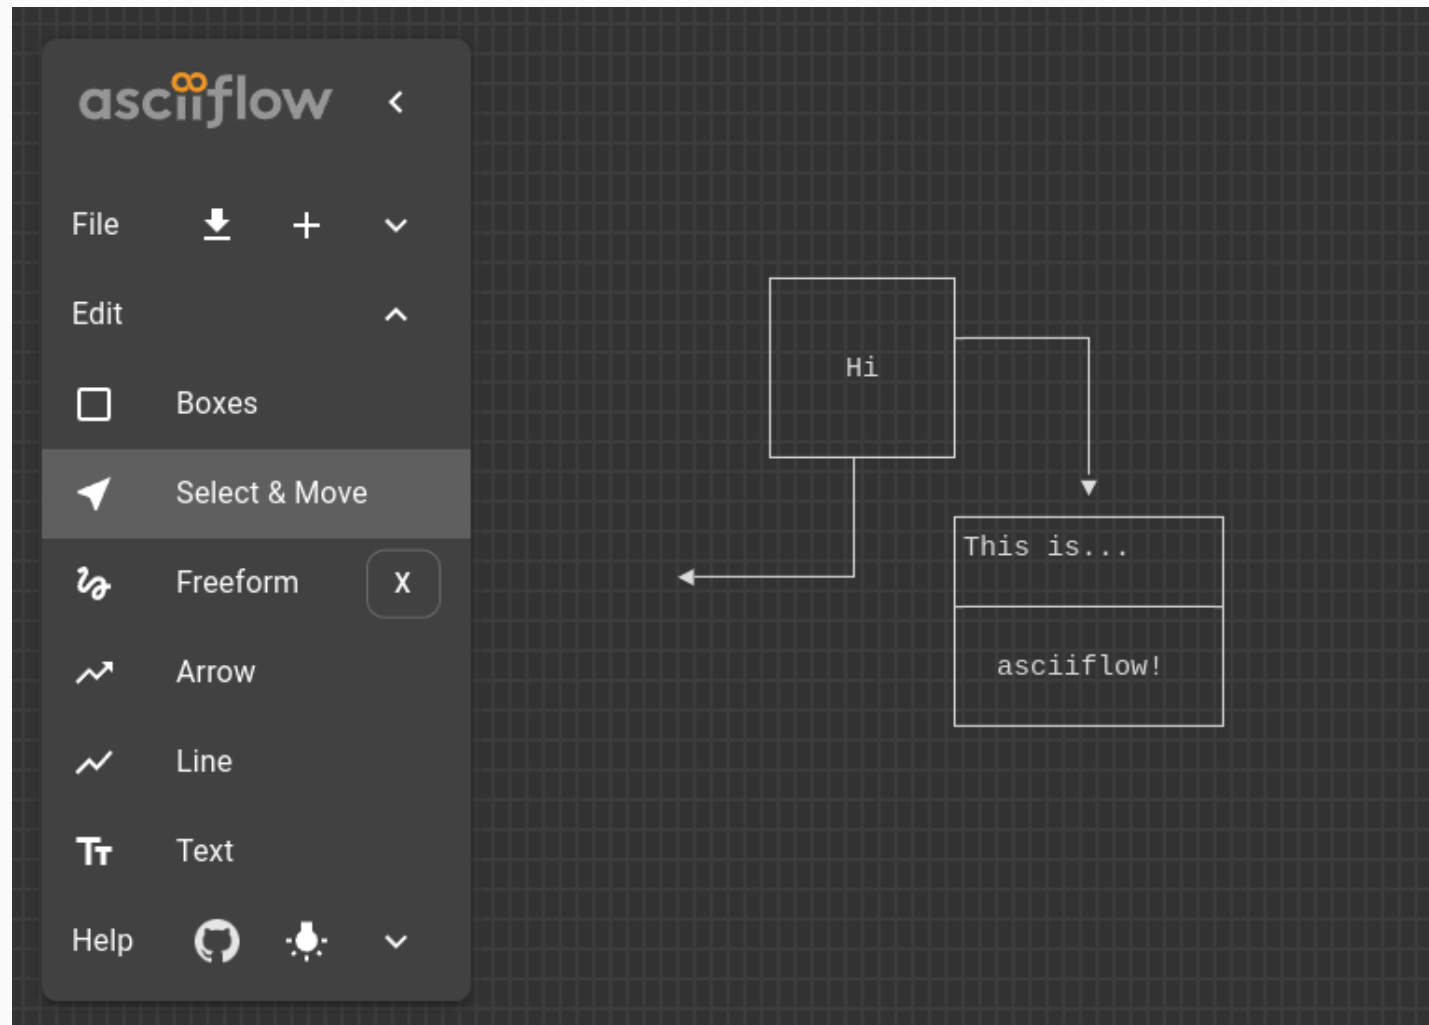 asciiflow
File
Edit
Boxes
Select & Move
Freeform X
Arrow
Line
Text
Help
Hi
This is...
asciiflow!